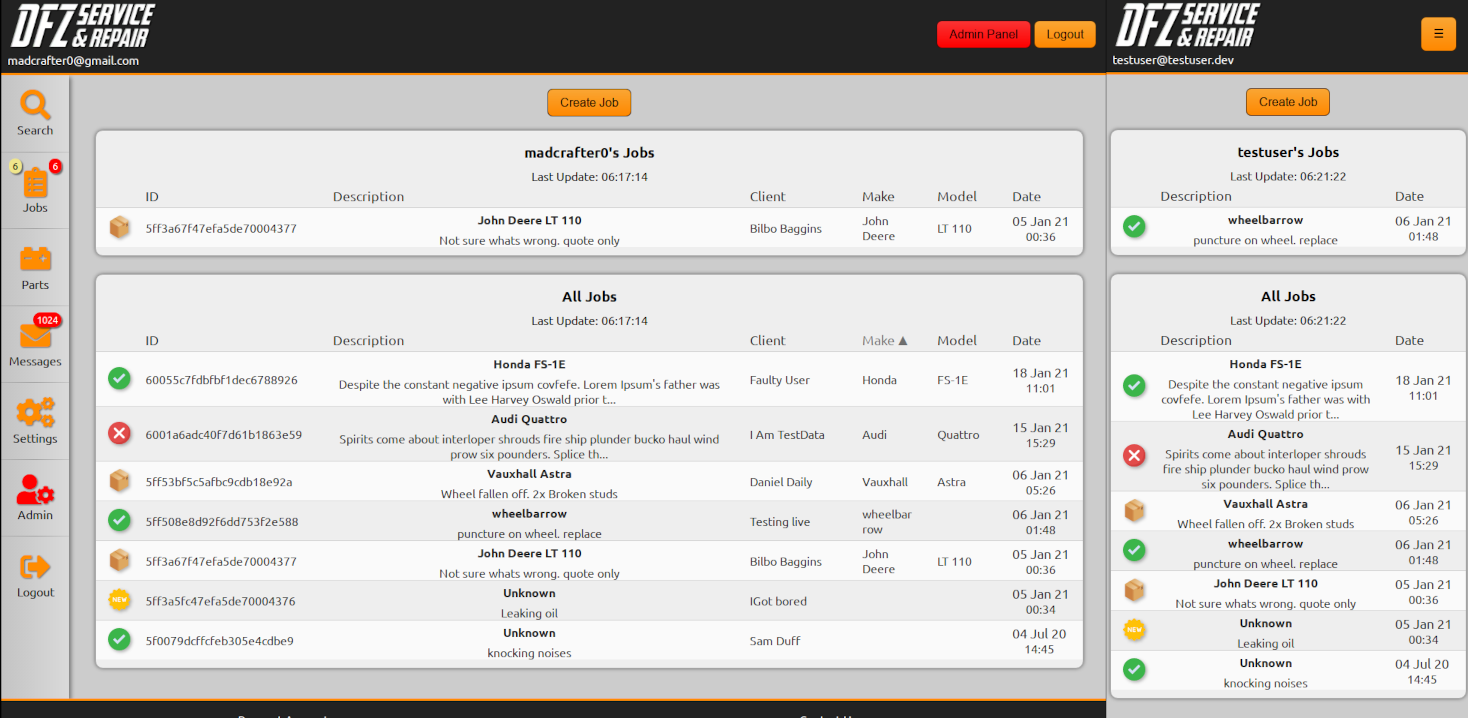 DFZ SERVICE & REPAIR
madcrafter0@gmail.com
Admin Panel
Logout
Search
6
6
Jobs
Parts
1024
Messages
Settings
Admin
Logout
Create Job
madcrafter0's Jobs
Last Update: 06:17:14
ID Description Client Make Model Date
5ff3a67f47efa5de70004377 John Deere LT 110 Not sure whats wrong. quote only Bilbo Baggins John Deere LT 110 05 Jan 21 00:36
All Jobs
Last Update: 06:17:14
ID Description Client Make ▲ Model Date
60055c7fdbfbf1dec6788926 Honda FS-1E Despite the constant negative ipsum covfefe. Lorem Ipsum's father was with Lee Harvey Oswald prior t... Faulty User Honda FS-1E 18 Jan 21 11:01
6001a6adc40f7d61b1863e59 Audi Quattro Spirits come about interloper shrouds fire ship plunder bucko haul wind prow six pounders. Splice th... I Am TestData Audi Quattro 15 Jan 21 15:29
5ff53bf5c5afbc9cdb18e92a Vauxhall Astra Wheel fallen off. 2x Broken studs Daniel Daily Vauxhall Astra 06 Jan 21 05:26
5ff508e8d92f6dd753f2e588 wheelbarrow puncture on wheel. replace Testing live wheelbar row 06 Jan 21 01:48
5ff3a67f47efa5de70004377 John Deere LT 110 Not sure whats wrong. quote only Bilbo Baggins John Deere LT 110 05 Jan 21 00:36
NEW 5ff3a5fc47efa5de70004376 Unknown Leaking oil IGot bored 05 Jan 21 00:34
5f0079dcffcfeb305e4cdbe9 Unknown knocking noises Sam Duff 04 Jul 20 14:45
DFZ SERVICE & REPAIR
testuser@testuser.dev
☰
Create Job
testuser's Jobs
Last Update: 06:21:22
Description Date
wheelbarrow 06 Jan 21
puncture on wheel. replace 01:48
All Jobs
Last Update: 06:21:22
Description Date
Honda FS-1E
Despite the constant negative ipsum 18 Jan 21
covfefe. Lorem Ipsum's father was with 11:01
Lee Harvey Oswald prior t...
Audi Quattro
Spirits come about interloper shrouds 15 Jan 21
fire ship plunder bucko haul wind prow 15:29
six pounders. Splice th...
Vauxhall Astra 06 Jan 21
Wheel fallen off. 2x Broken studs 05:26
wheelbarrow 06 Jan 21
puncture on wheel. replace 01:48
John Deere LT 110 05 Jan 21
Not sure whats wrong. quote only 00:36
NEW Unknown 05 Jan 21
Leaking oil 00:34
Unknown 04 Jul 20
knocking noises 14:45